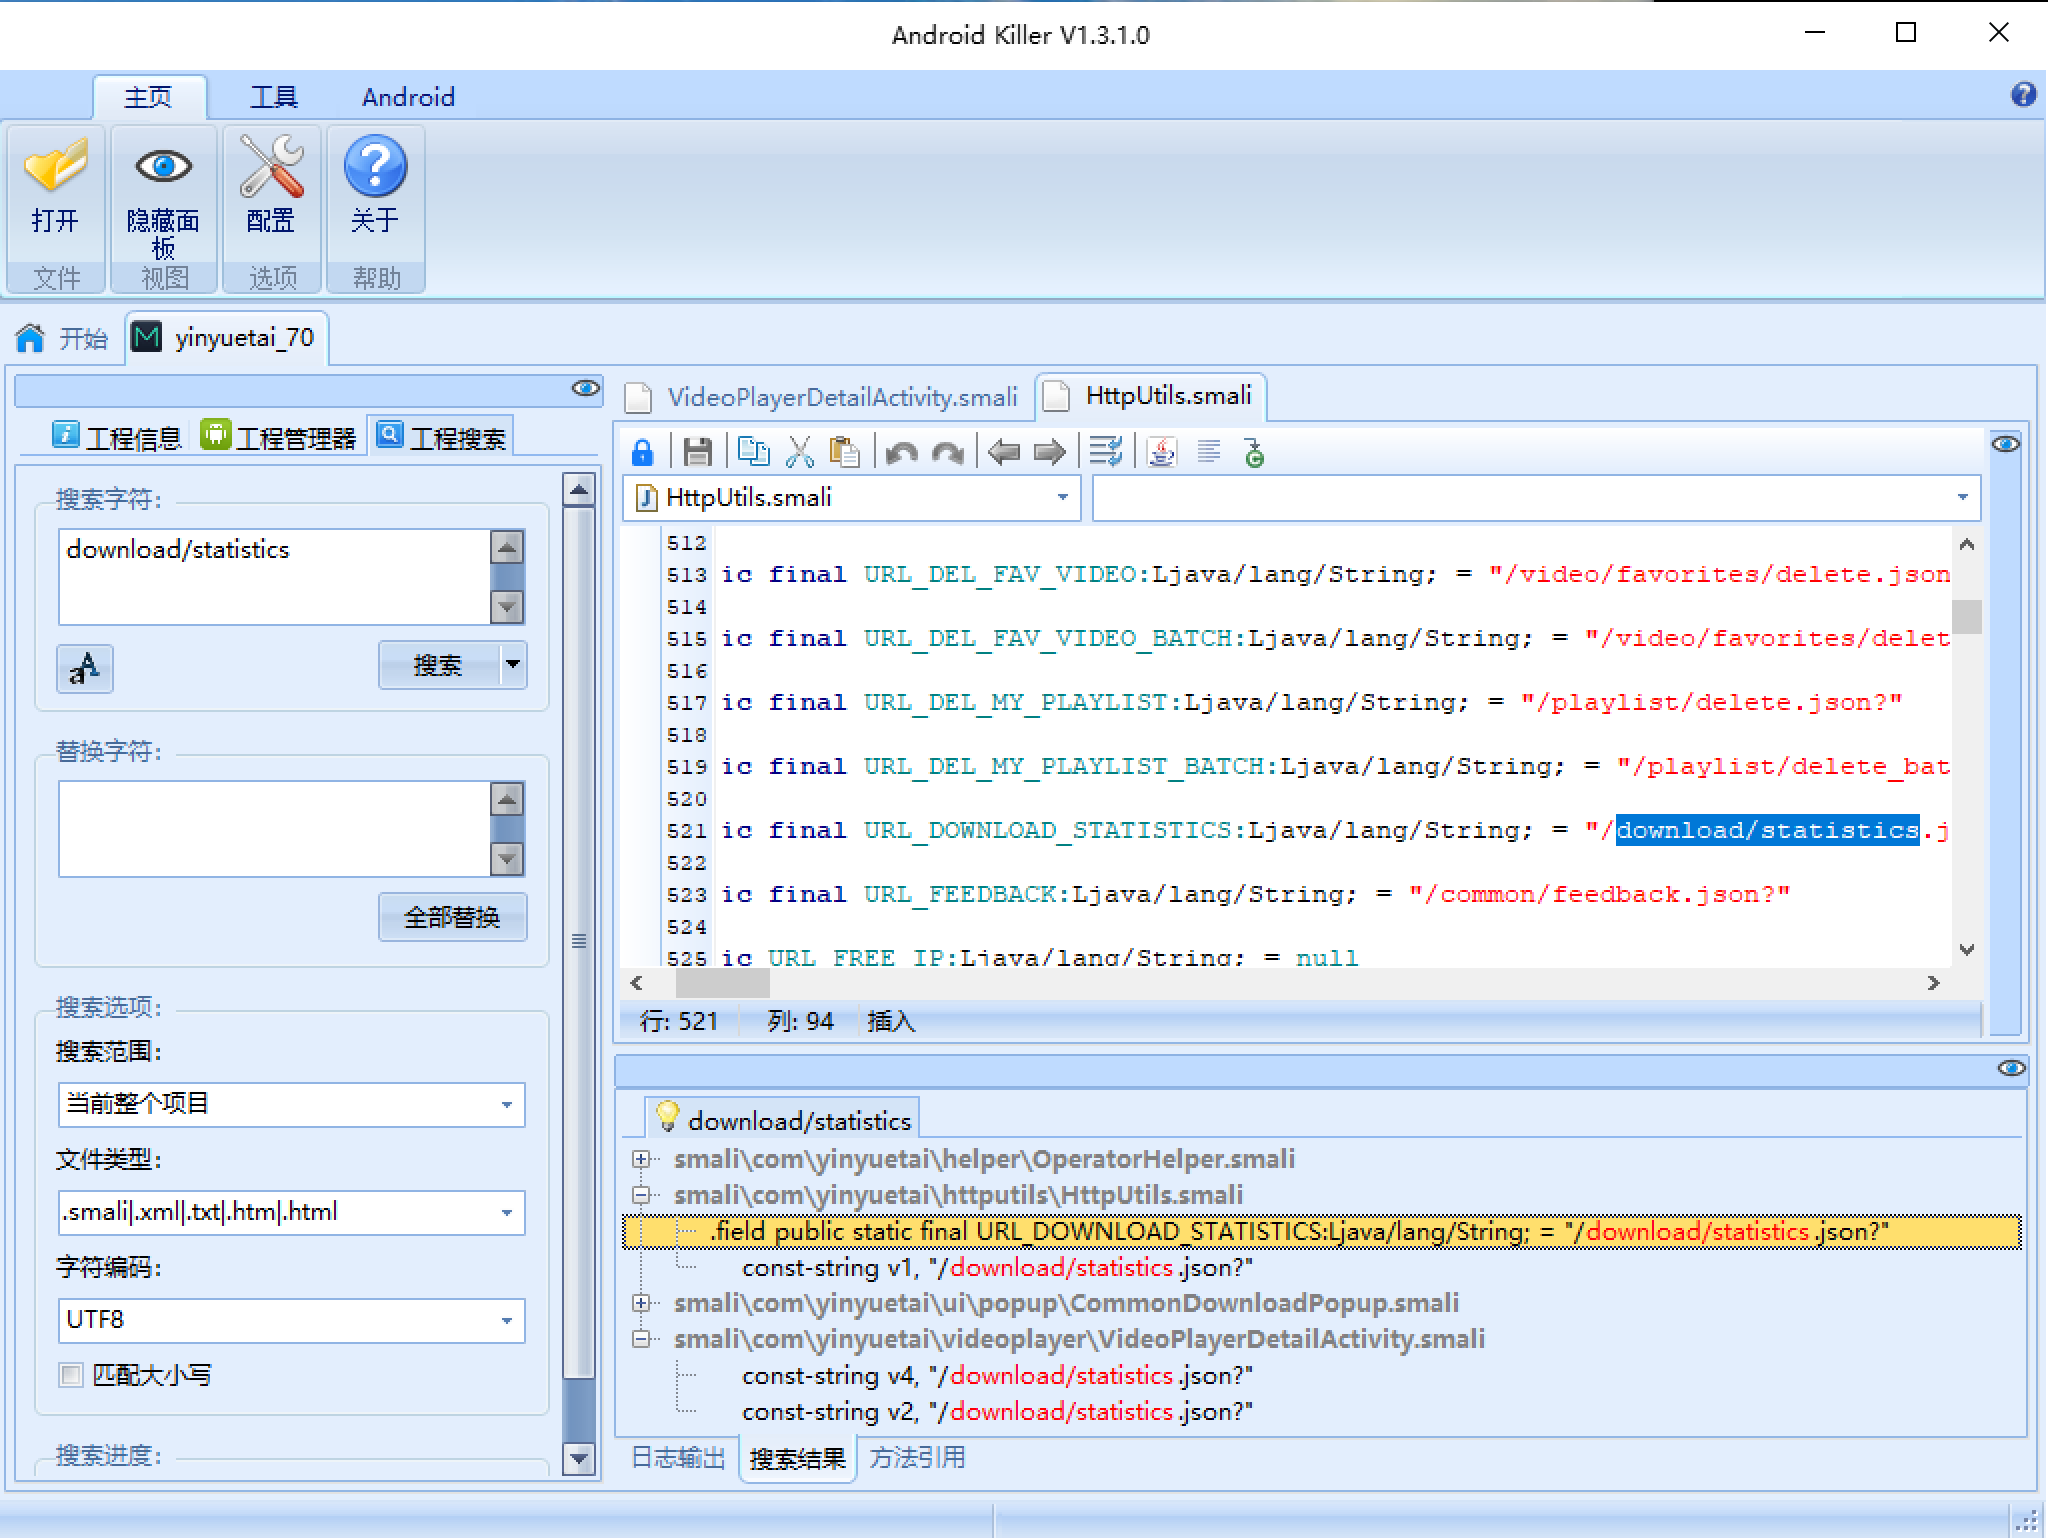 Android Killer V1.3.1.0
主页 工具 Android
打开 隐藏面板 配置 关于
文件 视图 选项 帮助
开始 yinyuetai_70
工程信息 工程管理器 工程搜索
搜索字符:
download/statistics
aA
搜索
替换字符:
全部替换
搜索选项:
搜索范围:
当前整个项目
文件类型:
.smali|.xml|.txt|.htm|.html
字符编码:
UTF8
匹配大小写
搜索进度:
VideoPlayerDetailActivity.smali HttpUtils.smali
HttpUtils.smali
512
513 ic final URL_DEL_FAV_VIDEO:Ljava/lang/String; = "/video/favorites/delete.json
514
515 ic final URL_DEL_FAV_VIDEO_BATCH:Ljava/lang/String; = "/video/favorites/delet
516
517 ic final URL_DEL_MY_PLAYLIST:Ljava/lang/String; = "/playlist/delete.json?"
518
519 ic final URL_DEL_MY_PLAYLIST_BATCH:Ljava/lang/String; = "/playlist/delete_bat
520
521 ic final URL_DOWNLOAD_STATISTICS:Ljava/lang/String; = "/download/statistics.j
522
523 ic final URL_FEEDBACK:Ljava/lang/String; = "/common/feedback.json?"
524
525 ic URL_FREE_IP:Ljava/lang/String; = null
行: 521 列: 94 插入
download/statistics
smali\com\yinyuetai\helper\OperatorHelper.smali
smali\com\yinyuetai\httputils\HttpUtils.smali
.field public static final URL_DOWNLOAD_STATISTICS:Ljava/lang/String; = "/download/statistics.json?"
const-string v1, "/download/statistics.json?"
smali\com\yinyuetai\ui\popup\CommonDownloadPopup.smali
smali\com\yinyuetai\videoplayer\VideoPlayerDetailActivity.smali
const-string v4, "/download/statistics.json?"
const-string v2, "/download/statistics.json?"
日志输出 搜索结果 方法引用